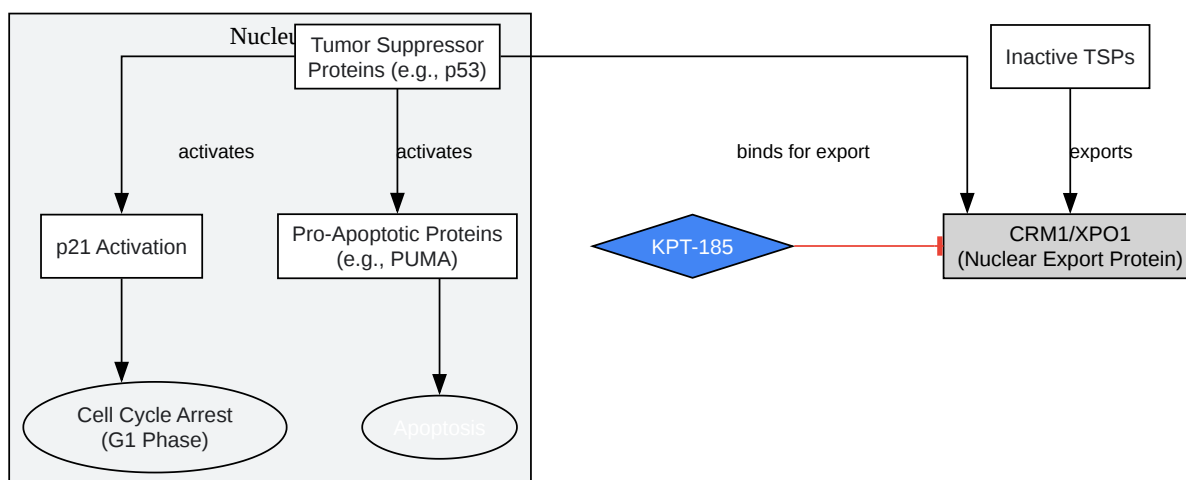 Nucleu
Tumor Suppressor
Proteins (e.g., p53)
Inactive TSPs
activates
activates
binds for export
exports
p21 Activation
Pro-Apoptotic Proteins
(e.g., PUMA)
KPT-185
CRM1/XPO1
(Nuclear Export Protein)
Cell Cycle Arrest
(G1 Phase)
Apoptosis